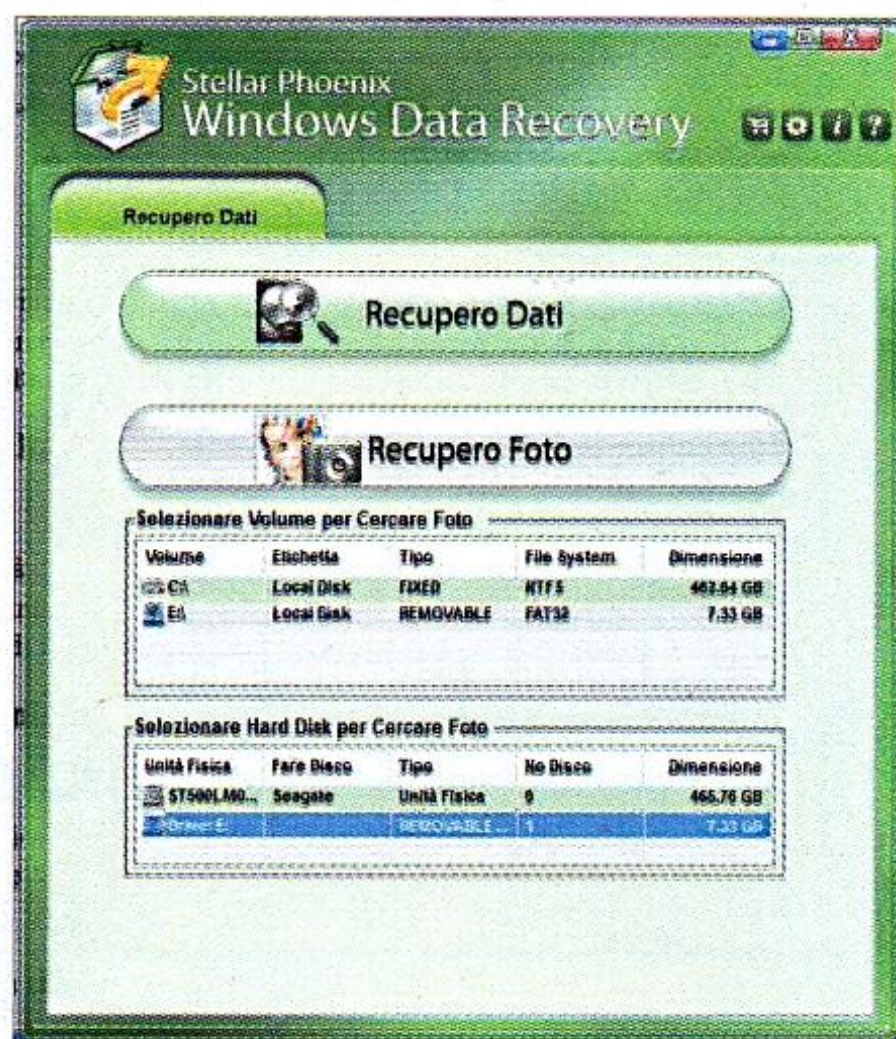 Stellar Phoenix
Windows Data Recovery
Recupero Dati
Recupero Dati
Recupero Foto
Selezionare Volume per Cercare Foto
Volume Etichetta Tipo File System Dimensione
C:\ Local Disk FIXED NTFS GB
E:\ Local Disk REMOVABLE FAT32 7.33 GB
Selezionare Hard Disk per Cercare Foto
Unità Fisica Fare Disco Tipo No Disco Dimensione
ST500LM0... Seagate Unità Fisica 0 465.76 GB
Drive: E: REMOVABLE... 1 7.33 GB